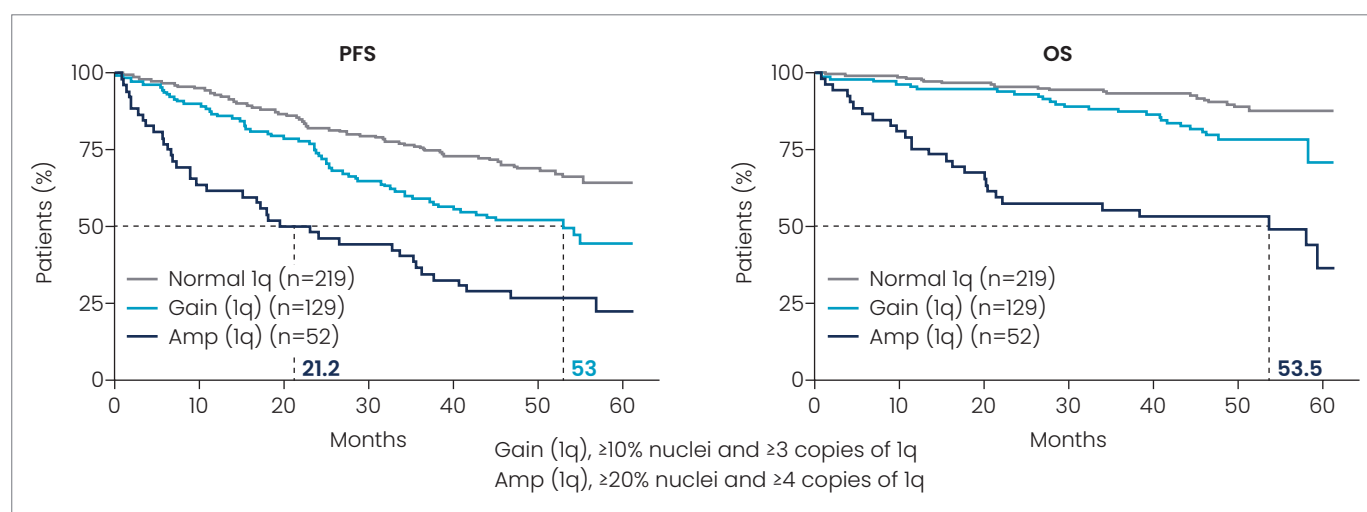 PFS
100
75
50
25
0
Patients (%)
Normal 1q (n=219)
Gain (1q) (n=129)
Amp (1q) (n=52)
21.2
53
0 10 20 30 40 50 60
Months
OS
100
75
50
25
0
Patients (%)
Normal 1q (n=219)
Gain (1q) (n=129)
Amp (1q) (n=52)
53.5
0 10 20 30 40 50 60
Months
Gain (1q), ≥10% nuclei and ≥3 copies of 1q
Amp (1q), ≥20% nuclei and ≥4 copies of 1q